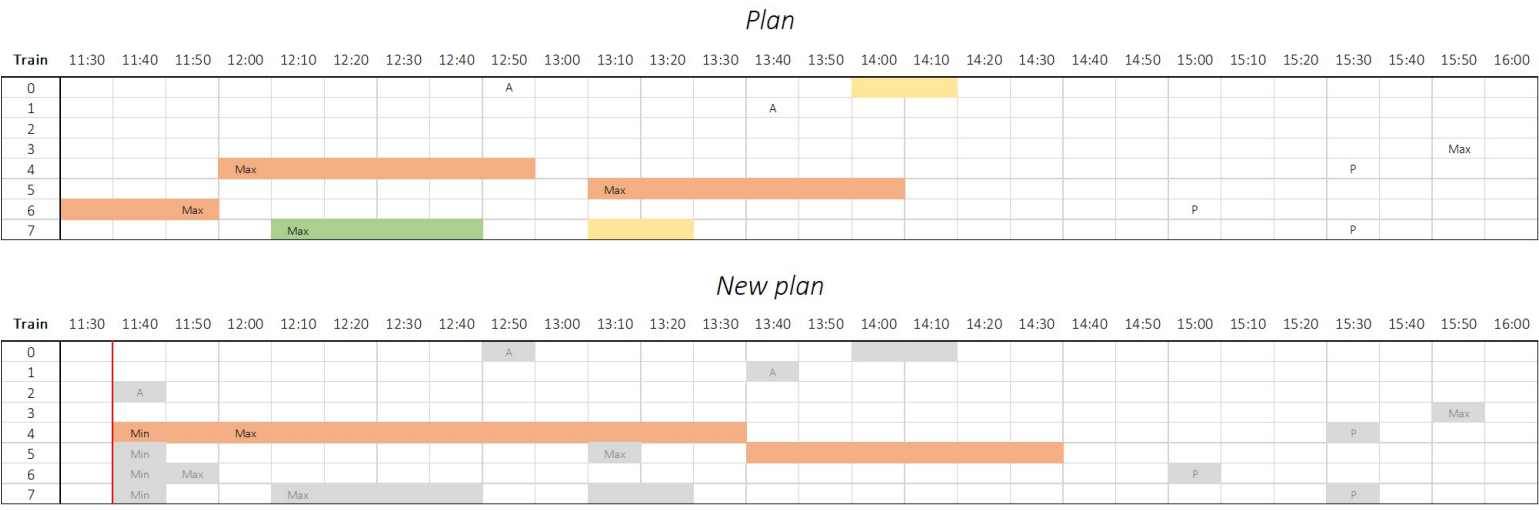 Plan
Train 11:30 11:40 11:50 12:00 12:10 12:20 12:30 12:40 12:50 13:00 13:10 13:20 13:30 13:40 13:50 14:00 14:10 14:20 14:30 14:40 14:50 15:00 15:10 15:20 15:30 15:40 15:50 16:00
0 A
1 A
2
3 Max
4 Max P
5 Max
6 Max P
7 Max P
New plan
Train 11:30 11:40 11:50 12:00 12:10 12:20 12:30 12:40 12:50 13:00 13:10 13:20 13:30 13:40 13:50 14:00 14:10 14:20 14:30 14:40 14:50 15:00 15:10 15:20 15:30 15:40 15:50 16:00
0 A
1 A
2 A
3 Max
4 Min Max P
5 Min Max
6 Min Max P
7 Min Max P